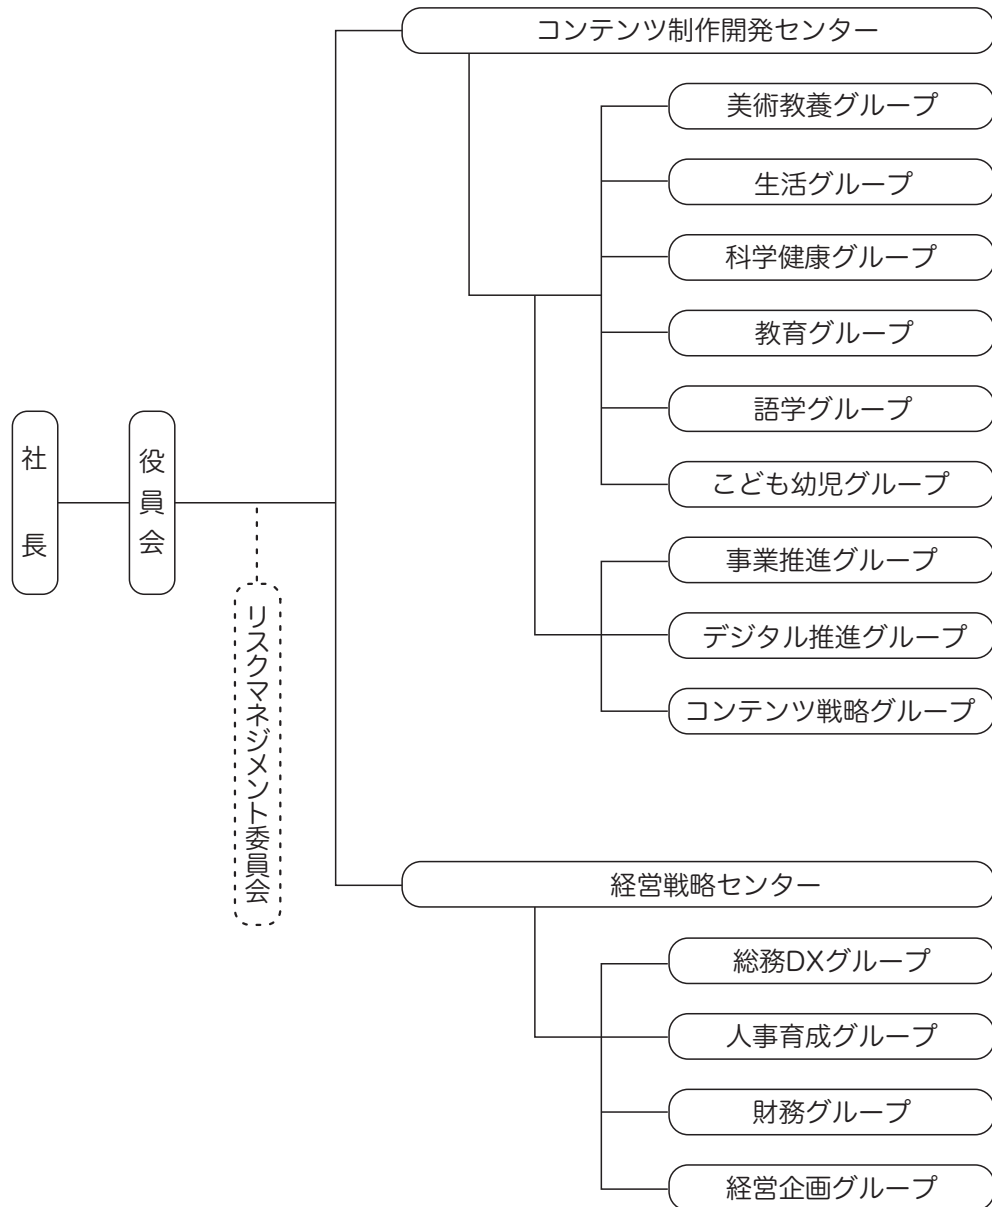 社長
役員会
リスクマネジメント委員会
コンテンツ制作開発センター
美術教養グループ
生活グループ
科学健康グループ
教育グループ
語学グループ
こども幼児グループ
事業推進グループ
デジタル推進グループ
コンテンツ戦略グループ
経営戦略センター
総務DXグループ
人事育成グループ
財務グループ
経営企画グループ